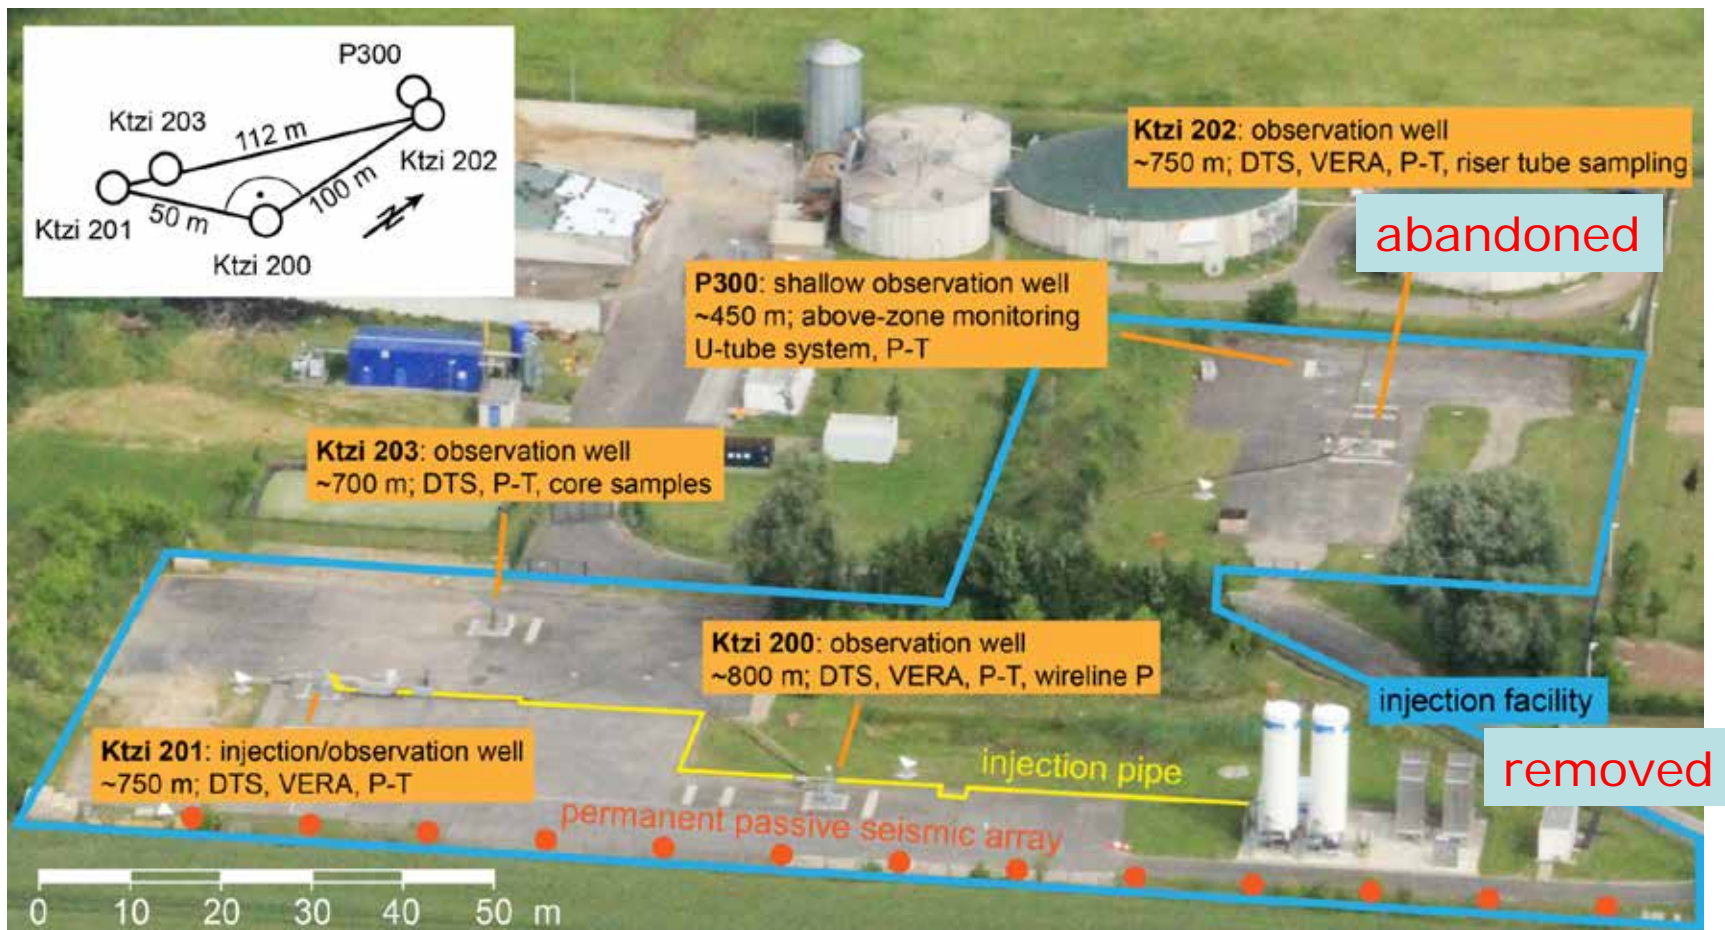 P300
Ktzi 203
112 m
Ktzi 202
100 m
50 m
Ktzi 201
Ktzi 200
Ktzi 202: observation well
~750 m; DTS, VERA, P-T, riser tube sampling
abandoned
P300: shallow observation well
~450 m; above-zone monitoring
U-tube system, P-T
Ktzi 203: observation well
~700 m; DTS, P-T, core samples
Ktzi 200: observation well
~800 m; DTS, VERA, P-T, wireline P
injection facility
removed
Ktzi 201: injection/observation well
~750 m; DTS, VERA, P-T
injection pipe
permanent passive seismic array
0 10 20 30 40 50 m